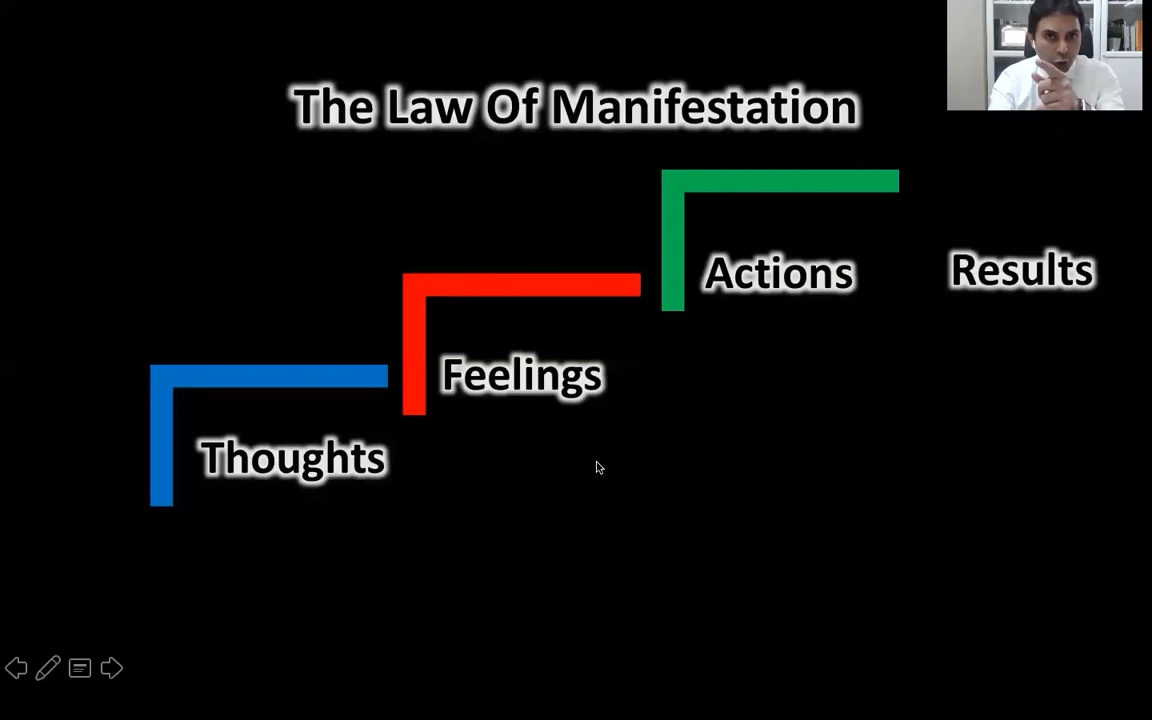 The Law Of Manifestation
Actions
Results
Feelings
Thoughts